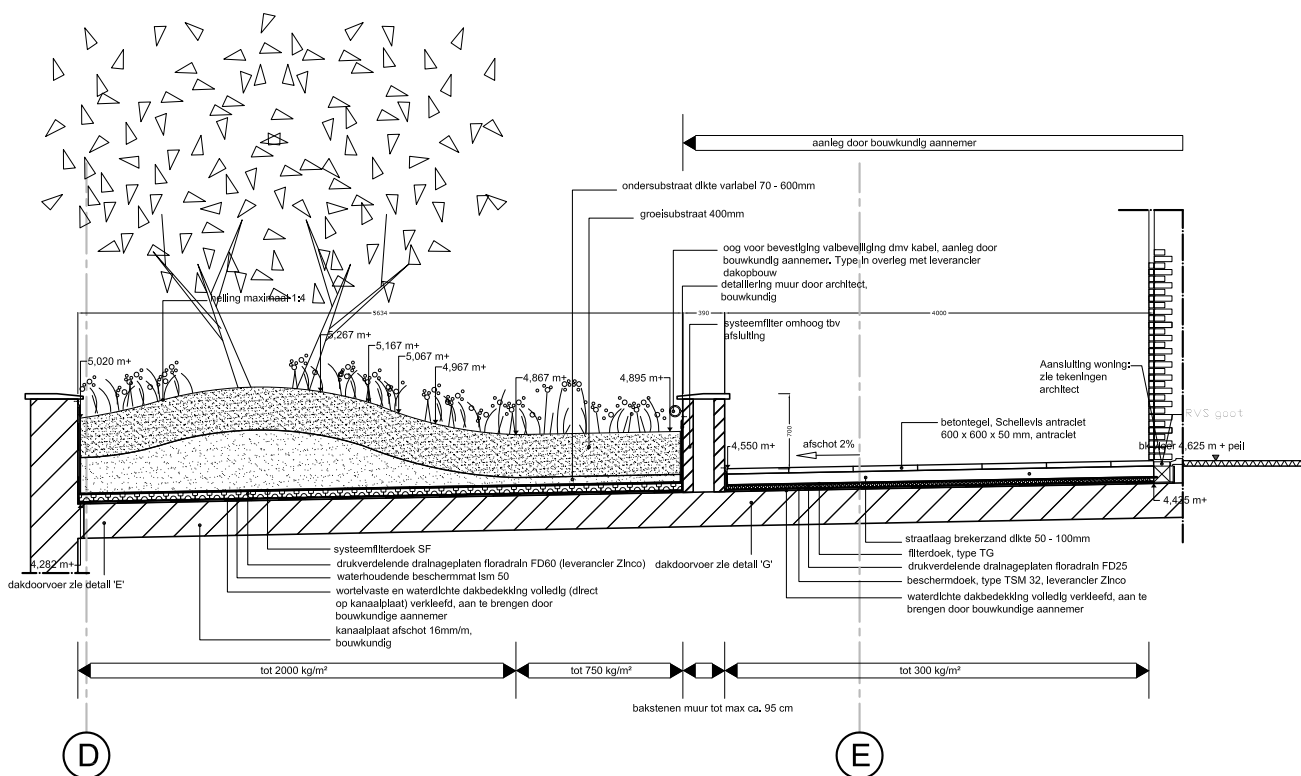 aanleg door bouwkundig aannemer
ondersubstraat dikte variabel 70 - 600mm
groeisubstraat 400mm
oog voor bevestiging valbeveiliging dmv kabel, aanleg door
bouwkundig aannemer. Type in overleg met leverancier
dakopbouw
detaillering muur door architect,
bouwkundig
helling maximaal 1:4
5634
390
4000
systeemfilter omhoog tbv
afsluiting
5,267 m+
5,167 m+
5,067 m+
5,020 m+
4,967 m+
4,867 m+
4,895 m+
Aansluiting woning:
zie tekeningen
architect
RVS goot
betontegel, Schellevis antraciet
600 x 600 x 50 mm, antraciet
700
afschot 2%
4,550 m+
4,625 m + peil
4,425 m+
straatlaag brekerzand dikte 50 - 100mm
systeemfilterdoek SF
filterdoek, type TG
4,282 m+
drukverdelende drainageplaten floradrain FD60 (leverancier Zinco)
dakdoorvoer zie detail 'G'
drukverdelende drainageplaten floradrain FD25
dakdoorvoer zie detail 'E'
waterhoudende beschermmat ism 50
beschermdoek, type TSM 32, leverancier Zinco
wortelvaste en waterdichte dakbedekking volledig (direct
op kanaalplaat) verkleefd, aan te brengen door
bouwkundige aannemer
waterdichte dakbedekking volledig verkleefd, aan te
brengen door bouwkundige aannemer
kanaalplaat afschot 16mm/m,
bouwkundig
tot 2000 kg/m²
tot 750 kg/m²
tot 300 kg/m²
bakstenen muur tot max ca. 95 cm
D
E